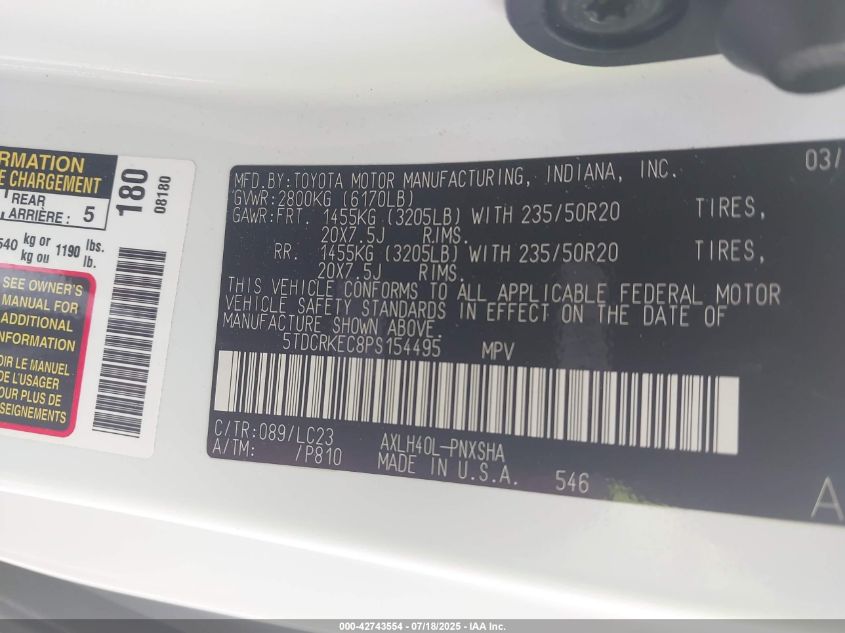 RMATION
E CHARGEMENT
REAR
ARRIÈRE: 5
540 kg or 1190 lbs.
kg ou lb.
SEE OWNER'S
MANUAL FOR
ADDITIONAL
INFORMATION
OIR LE MANUEL
DE L'USAGER
POUR PLUS DE
SEIGNEMENTS
180
08180
MFD.BY:TOYOTA MOTOR MANUFACTURING, INDIANA, INC. 03/
GVWR:2800KG (6170LB)
GAWR:FRT. 1455KG (3205LB) WITH 235/50R20 TIRES,
20X7.5J RIMS.
RR. 1455KG (3205LB) WITH 235/50R20 TIRES,
20X7.5J RIMS.
THIS VEHICLE CONFORMS TO ALL APPLICABLE FEDERAL MOTOR
VEHICLE SAFETY STANDARDS IN EFFECT ON THE DATE OF
MANUFACTURE SHOWN ABOVE.
5TDCRKEC8PS154495 MPV
C/TR:089/LC23 AXLH40L-PNXSHA
A/TM: /P810 MADE IN U.S.A. 546
A
000-42743554 - 07/18/2025 - IAA Inc.